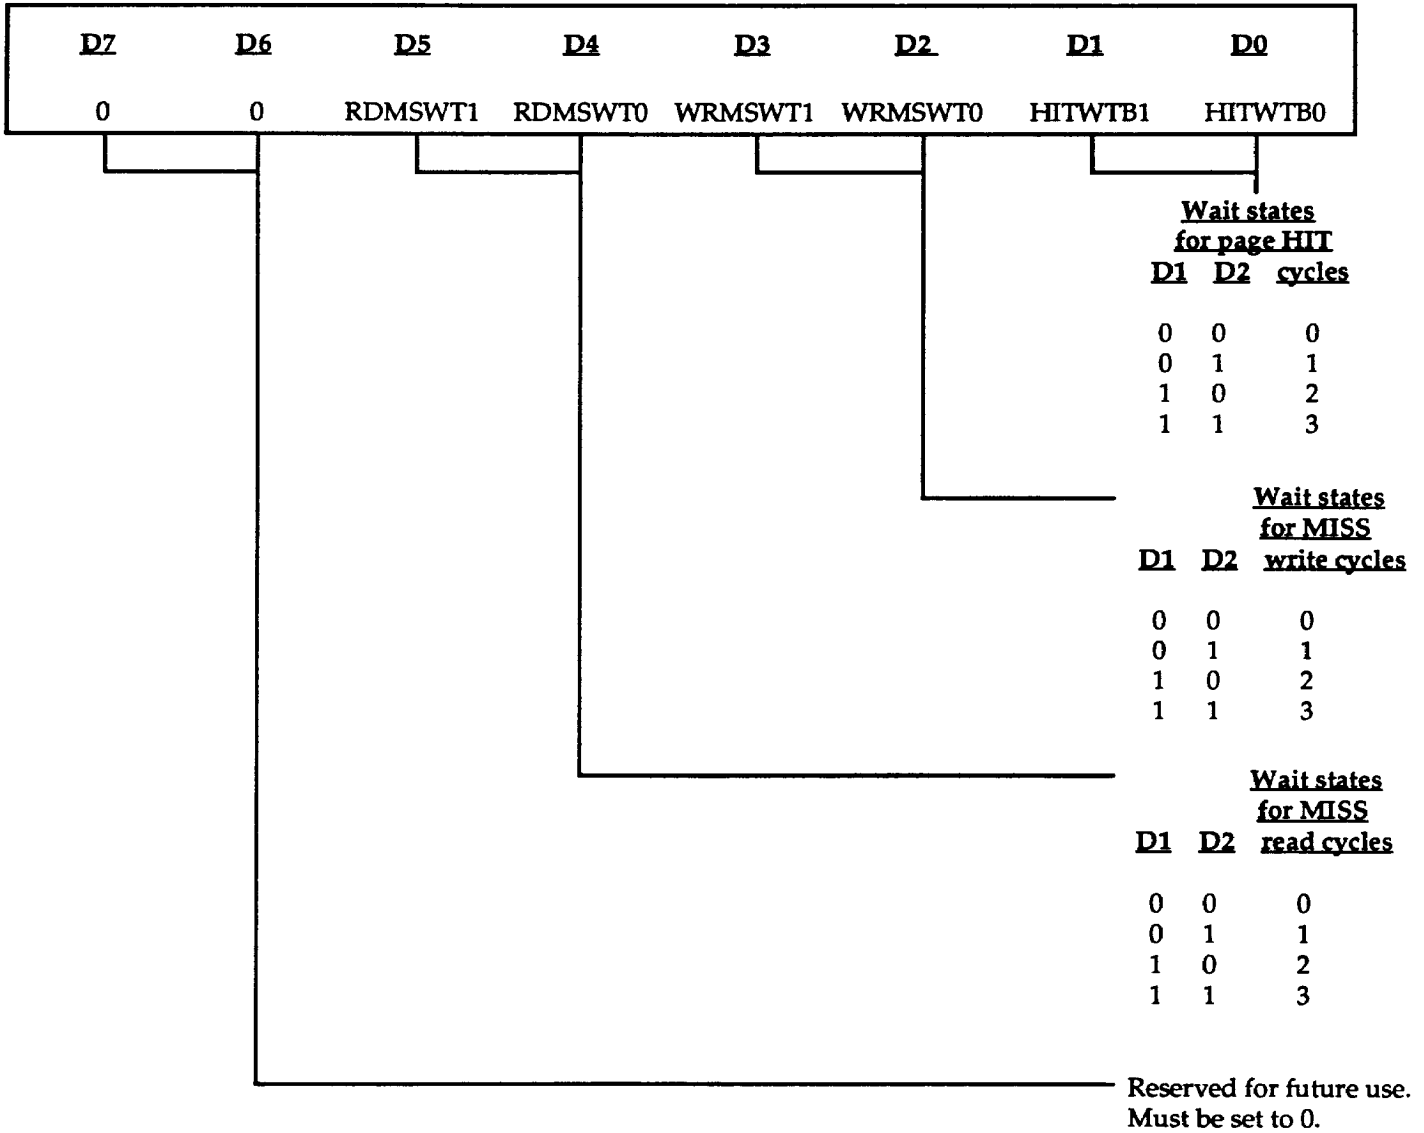 D7 D6 D5 D4 D3 D2 D1 D0
0 0 RDMSWT1 RDMSWT0 WRMSWT1 WRMSWT0 HITWTB1 HITWTB0
Wait states
for page HIT
D1 D2 cycles
0 0 0
0 1 1
1 0 2
1 1 3
Wait states
for MISS
D1 D2 write cycles
0 0 0
0 1 1
1 0 2
1 1 3
Wait states
for MISS
D1 D2 read cycles
0 0 0
0 1 1
1 0 2
1 1 3
Reserved for future use.
Must be set to 0.